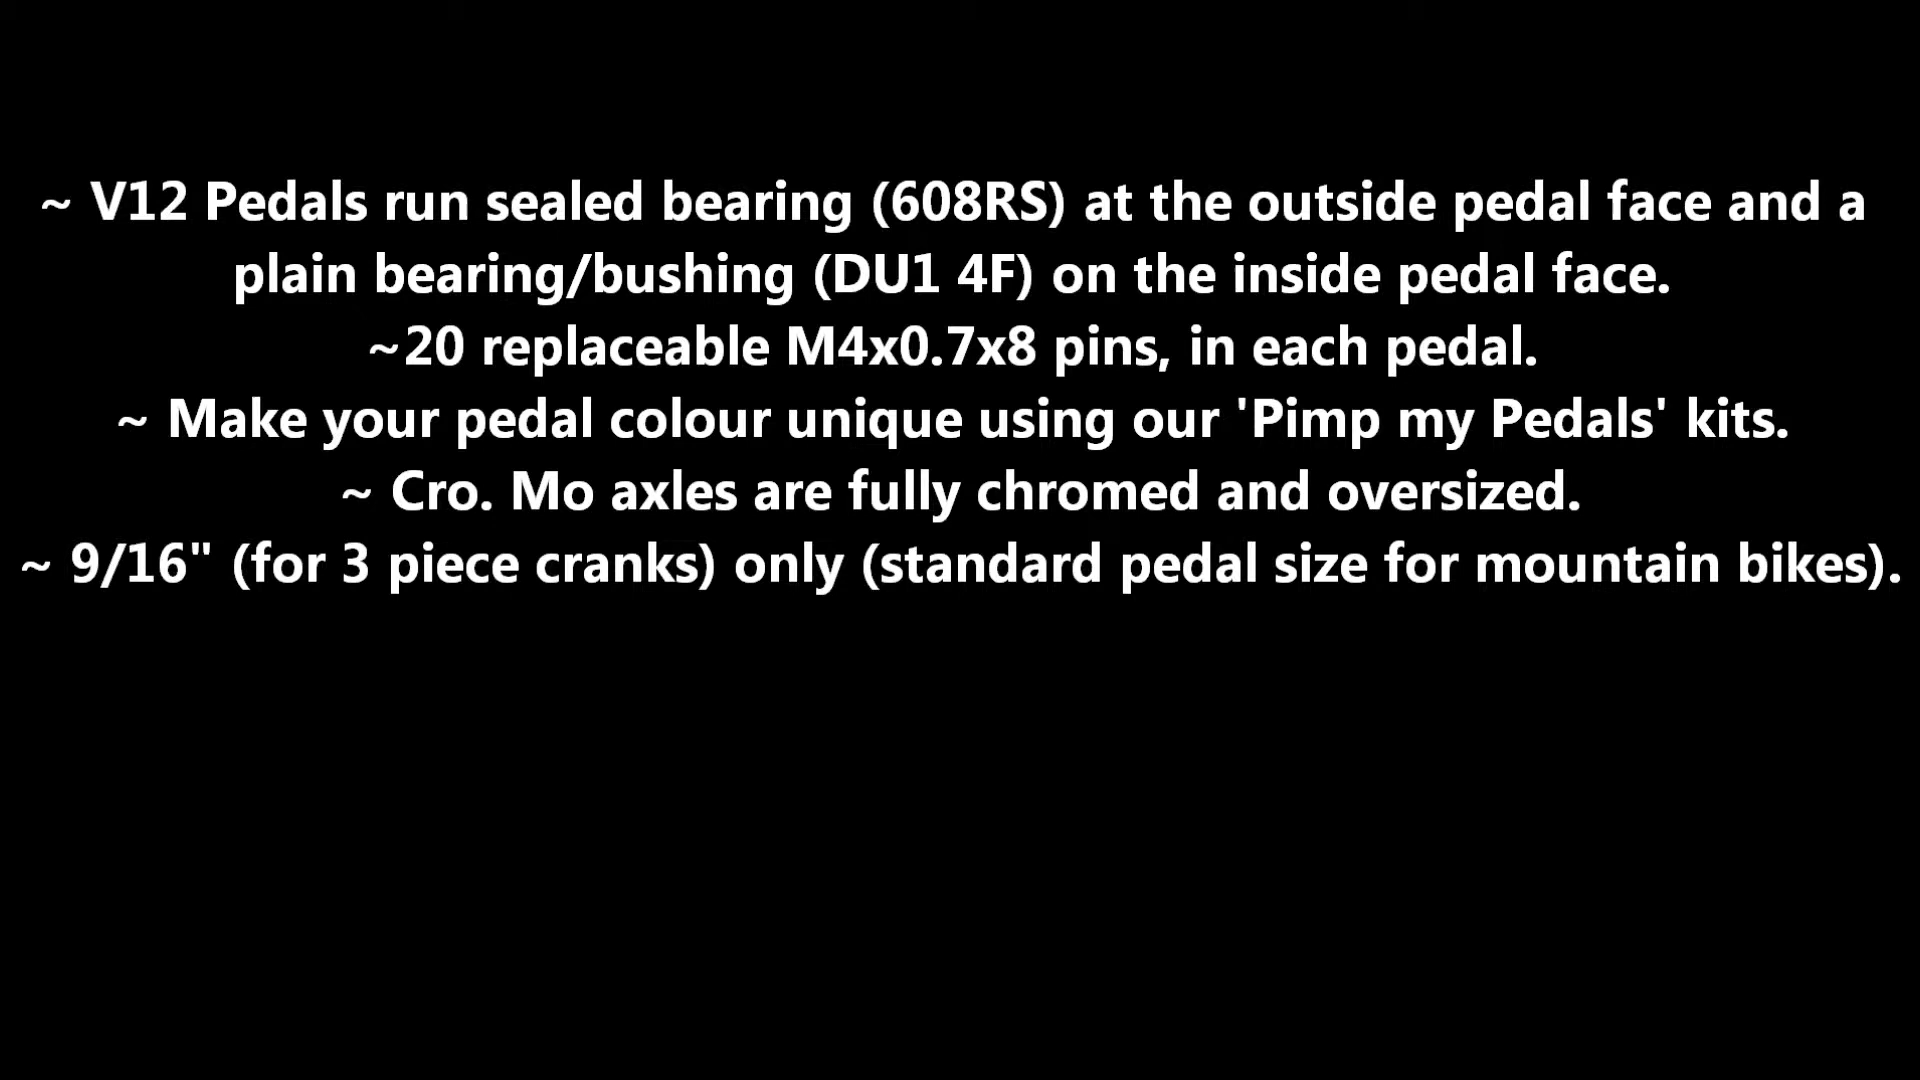 ~ V12 Pedals run sealed bearing (608RS) at the outside pedal face and a
plain bearing/bushing (DU1 4F) on the inside pedal face.
~20 replaceable M4x0.7x8 pins, in each pedal.
~ Make your pedal colour unique using our 'Pimp my Pedals' kits.
~ Cro. Mo axles are fully chromed and oversized.
~ 9/16" (for 3 piece cranks) only (standard pedal size for mountain bikes).